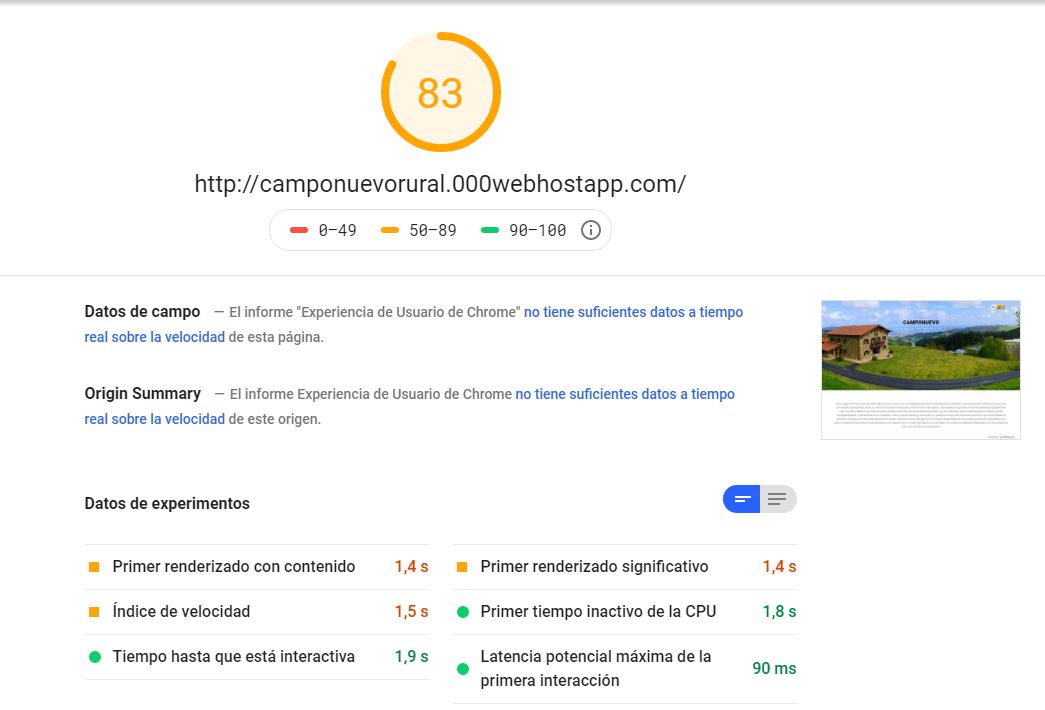 83
http://camponuevorural.000webhostapp.com/
0–49 50–89 90–100
Datos de campo — El informe "Experiencia de Usuario de Chrome" no tiene suficientes datos a tiempo
real sobre la velocidad de esta página.
CAMPONUEVO
Origin Summary — El informe Experiencia de Usuario de Chrome no tiene suficientes datos a tiempo
real sobre la velocidad de este origen.
Datos de experimentos
Primer renderizado con contenido 1,4 s
Índice de velocidad 1,5 s
Tiempo hasta que está interactiva 1,9 s
Primer renderizado significativo 1,4 s
Primer tiempo inactivo de la CPU 1,8 s
Latencia potencial máxima de la
primera interacción 90 ms